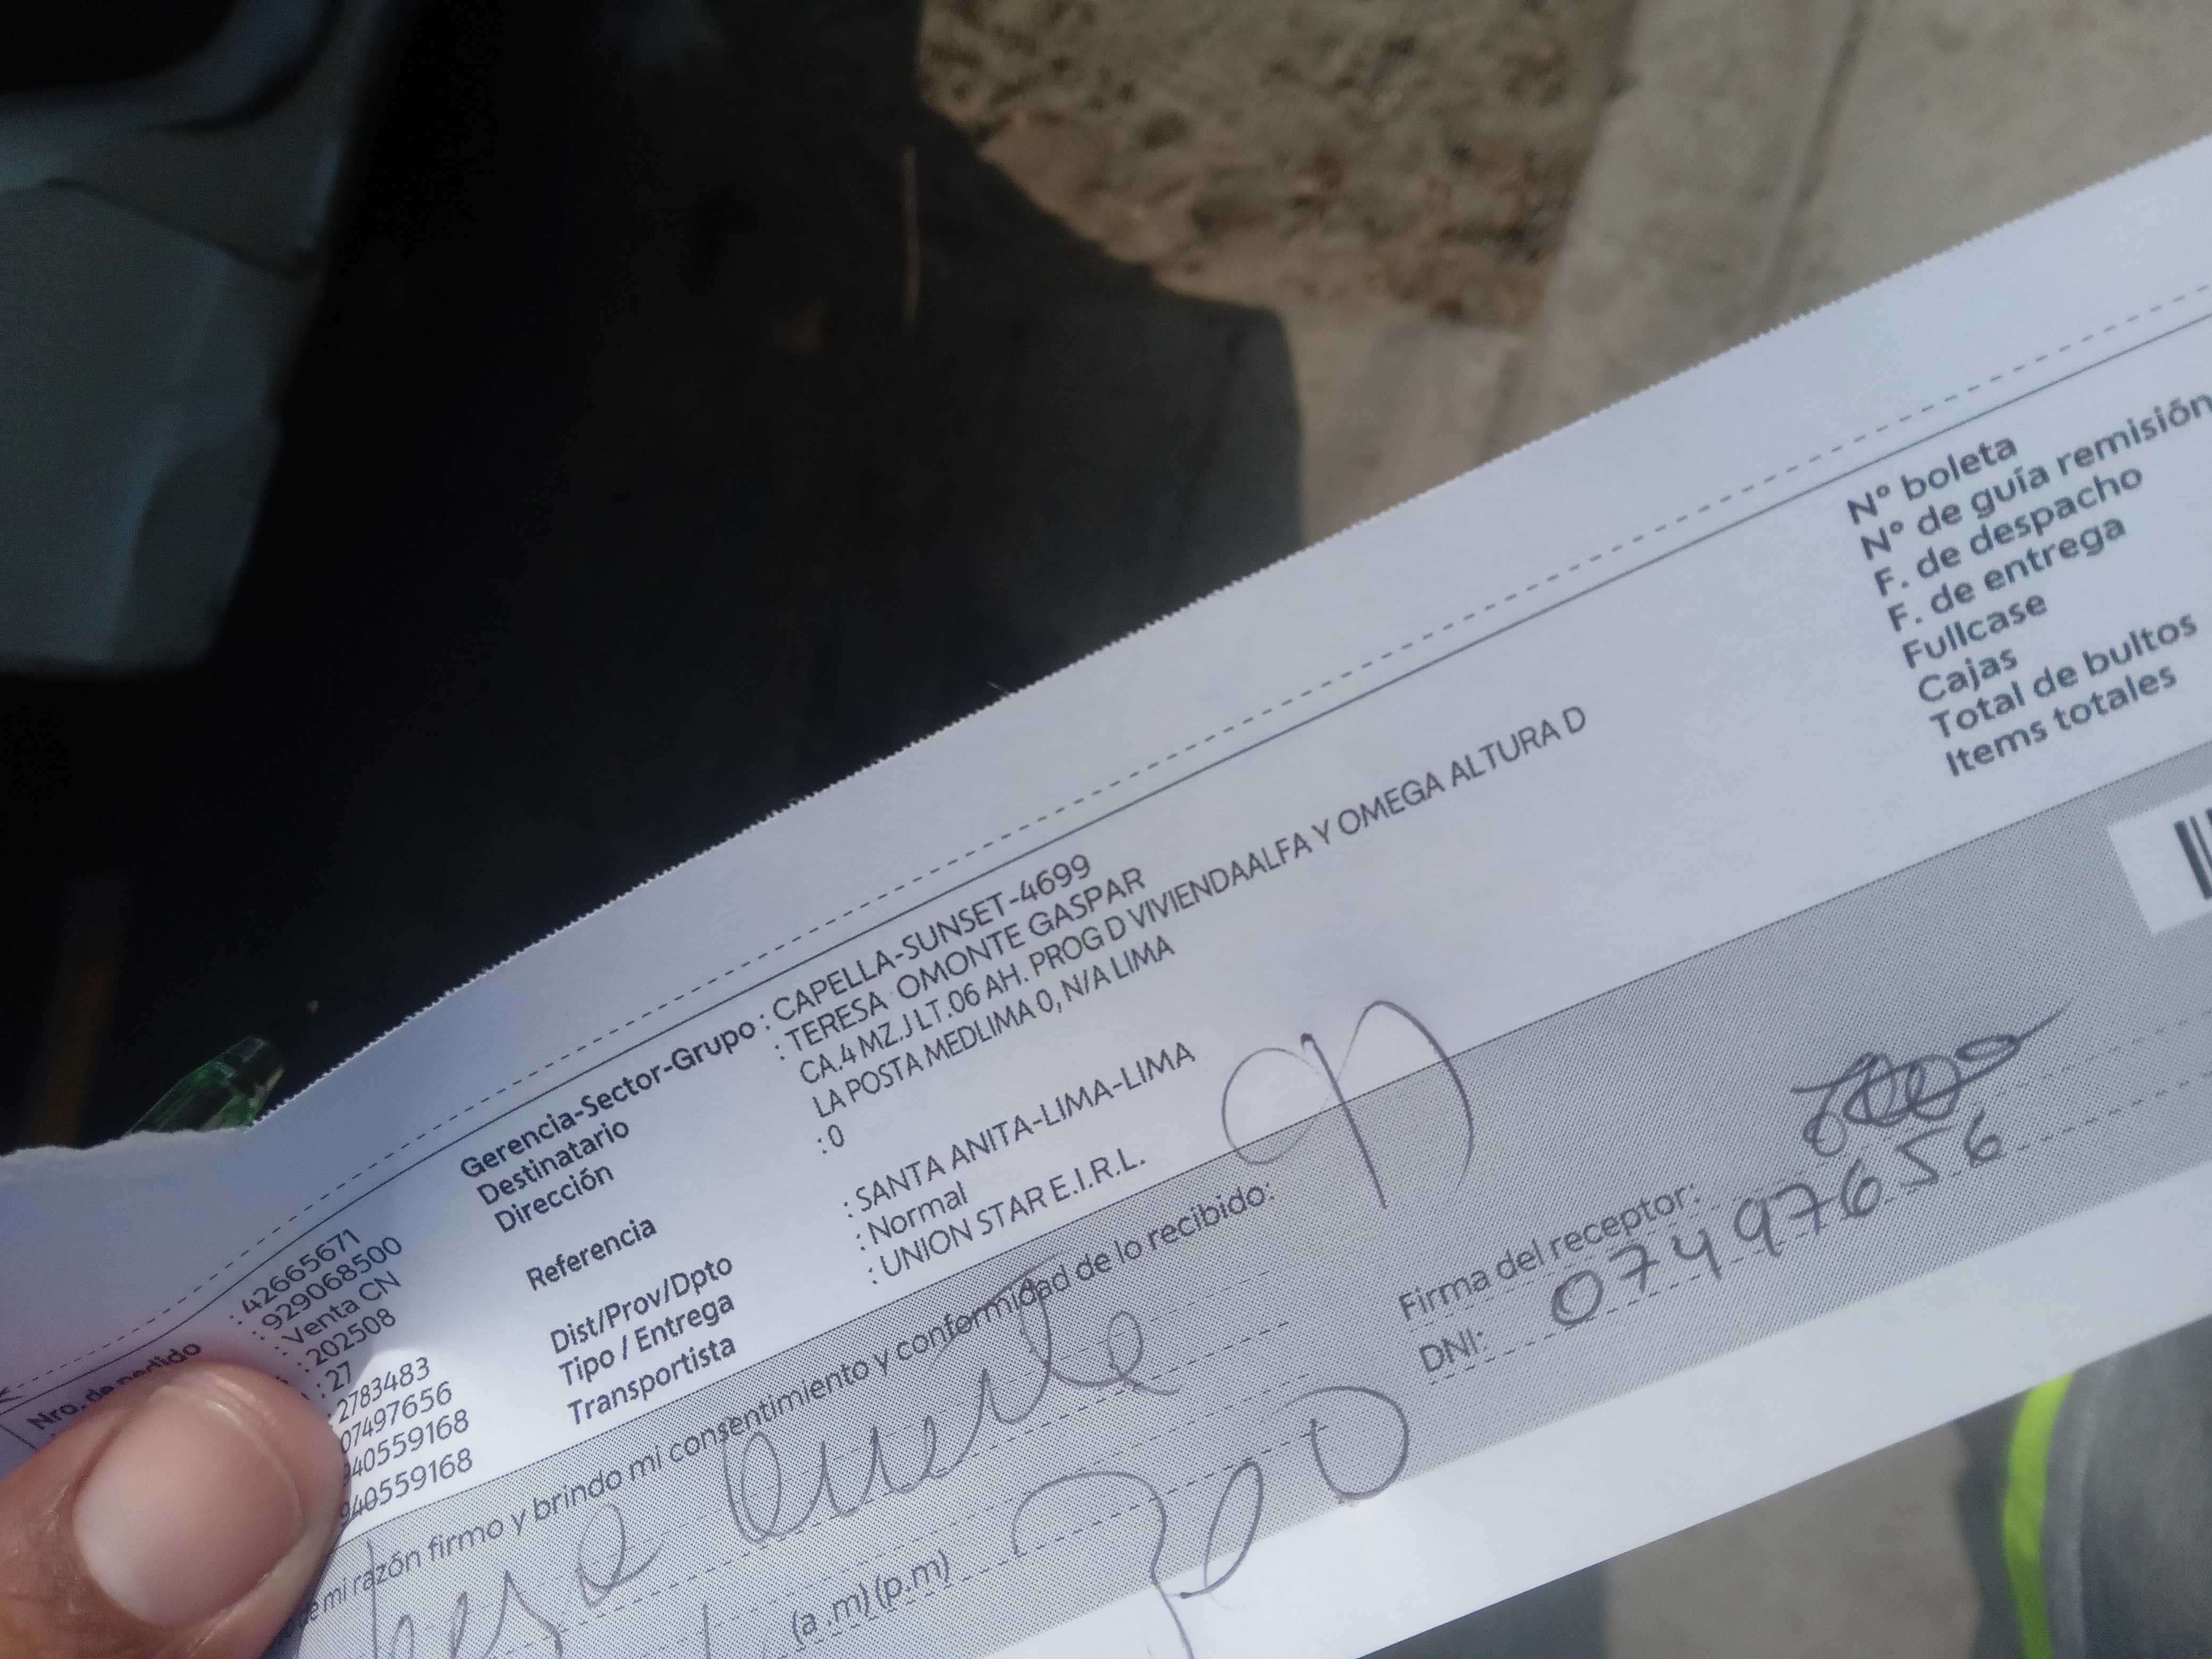 Nro. de pedido : 42665671
: 929068500
: Venta CN
: 202508
: 27
: 2783483
07497656
940559168
940559168
Gerencia-Sector-Grupo : CAPELLA-SUNSET-4699
Destinatario : TERESA OMONTE GASPAR
Dirección CA.4 MZ.J LT.06 AH. PROG D VIVIENDAALFA Y OMEGA ALTURA D
LA POSTA MEDLIMA 0, N/A LIMA
Referencia : 0
Dist/Prov/Dpto : SANTA ANITA-LIMA-LIMA
Tipo / Entrega : Normal
Transportista : UNION STAR E.I.R.L.
N° boleta
N° de guía remisión
F. de despacho
F. de entrega
Fullcase
Cajas
Total de bultos
Items totales
mi razón firmo y brindo mi consentimiento y conformidad de lo recibido:
(a .m) (p.m)
Firma del receptor:
DNI: 07497656